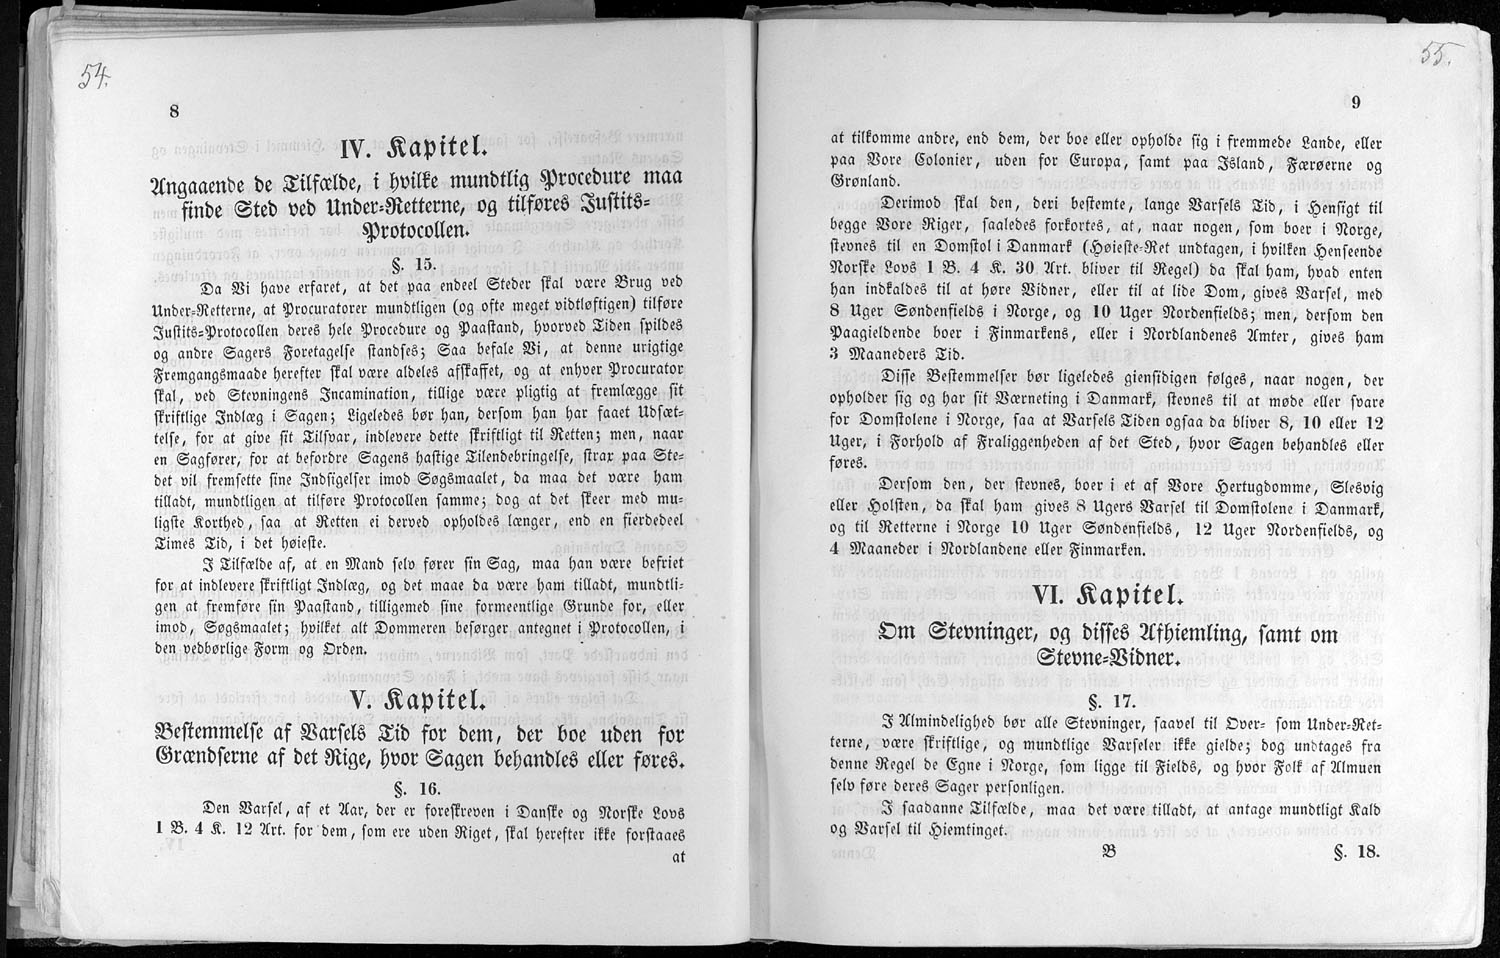 54.
8
IV. Kapitel.
Angaaende de Tilfælde, i hvilke mundtlig Procedure maa
finde Sted ved Under-Retterne, og tilføres Justits-
Protocollen.
§. 15.
Da Vi have erfaret, at det paa endeel Steder skal være Brug ved
Under-Retterne, at Procuratorer mundtligen (og ofte meget vidtløftigen) tilføre
Justits-Protocollen deres hele Procedure og Paastand, hvorved Tiden spildes
og andre Sagers Foretagelse standses; Saa befale Vi, at denne urigtige
Fremgangsmaade herefter skal være aldeles afskaffet, og at enhver Procurator
skal, ved Stevningens Incamination, tillige være pligtig at fremlægge sit
skriftlige Indlæg i Sagen; Ligeledes bør han, dersom han har faaet Udsæt-
telse, for at give sit Tilsvar, indlevere dette skriftligt til Retten; men, naar
en Sagfører, for at befordre Sagens hastige Tilendebringelse, strax paa Ste-
det vil fremsette sine Indsigelser imod Søgsmaalet, da maa det være ham
tilladt, mundtligen at tilføre Protocollen samme; dog at det skeer med mu-
ligste Korthed, saa at Retten ei derved opholdes længer, end en fierdedeel
Times Tid, i det høieste.
I Tilfælde af, at en Mand selv fører sin Sag, maa han være befriet
for at indlevere skriftligt Indlæg, og det maae da være ham tilladt, mundtli-
gen at fremføre sin Paastand, tilligemed sine formeentlige Grunde for, eller
imod, Søgsmaalet; hvilket alt Dommeren besørger antegnet i Protocollen, i
den vedbørlige Form og Orden.
V. Kapitel.
Bestemmelse af Varsels Tid for dem, der boe uden for
Grændserne af det Rige, hvor Sagen behandles eller føres.
§. 16.
Den Varsel, af et Aar, der er foreskreven i Danske og Norske Lovs
1 B. 4 K. 12 Art. for dem, som ere uden Riget, skal herefter ikke forstaaes
at
55.
9
at tilkomme andre, end dem, der boe eller opholde sig i fremmede Lande, eller
paa Vore Colonier, uden for Europa, samt paa Island, Færøerne og
Grønland.
Derimod skal den, deri bestemte, lange Varsels Tid, i Hensigt til
begge Vore Riger, saaledes forkortes, at, naar nogen, som boer i Norge,
stevnes til en Domstol i Danmark (Høieste-Ret undtagen, i hvilken Henseende
Norske Lovs 1 B. 4 K. 30 Art. bliver til Regel) da skal ham, hvad enten
han indkaldes til at høre Vidner, eller til at lide Dom, gives Varsel, med
8 Uger Søndenfields i Norge, og 10 Uger Nordenfields; men, dersom den
Paagieldende boer i Finmarkens, eller i Nordlandenes Amter, gives ham
3 Maaneders Tid.
Disse Bestemmelser bør ligeledes giensidigen følges, naar nogen, der
opholder sig og har sit Værneting i Danmark, stevnes til at møde eller svare
for Domstolene i Norge, saa at Varsels Tiden ogsaa da bliver 8, 10 eller 12
Uger, i Forhold af Fraliggenheden af det Sted, hvor Sagen behandles eller
føres.
Dersom den, der stevnes, boer i et af Vore Hertugdomme, Slesvig
eller Holsten, da skal ham gives 8 Ugers Varsel til Domstolene i Danmark,
og til Retterne i Norge 10 Uger Søndenfields, 12 Uger Nordenfields, og
4 Maaneder i Nordlandene eller Finmarken.
VI. Kapitel.
Om Stevninger, og disses Afhiemling, samt om
Stevne-Vidner.
§. 17.
I Almindelighed bør alle Stevninger, saavel til Over- som Under-Ret-
terne, være skriftlige, og mundtlige Varseler ikke gielde; dog undtages fra
denne Regel de Egne i Norge, som ligge til Fields, og hvor Folk af Almuen
selv føre deres Sager personligen.
I saadanne Tilfælde, maa det være tilladt, at antage mundtligt Kald
og Varsel til Hiemtinget.
B
§. 18.